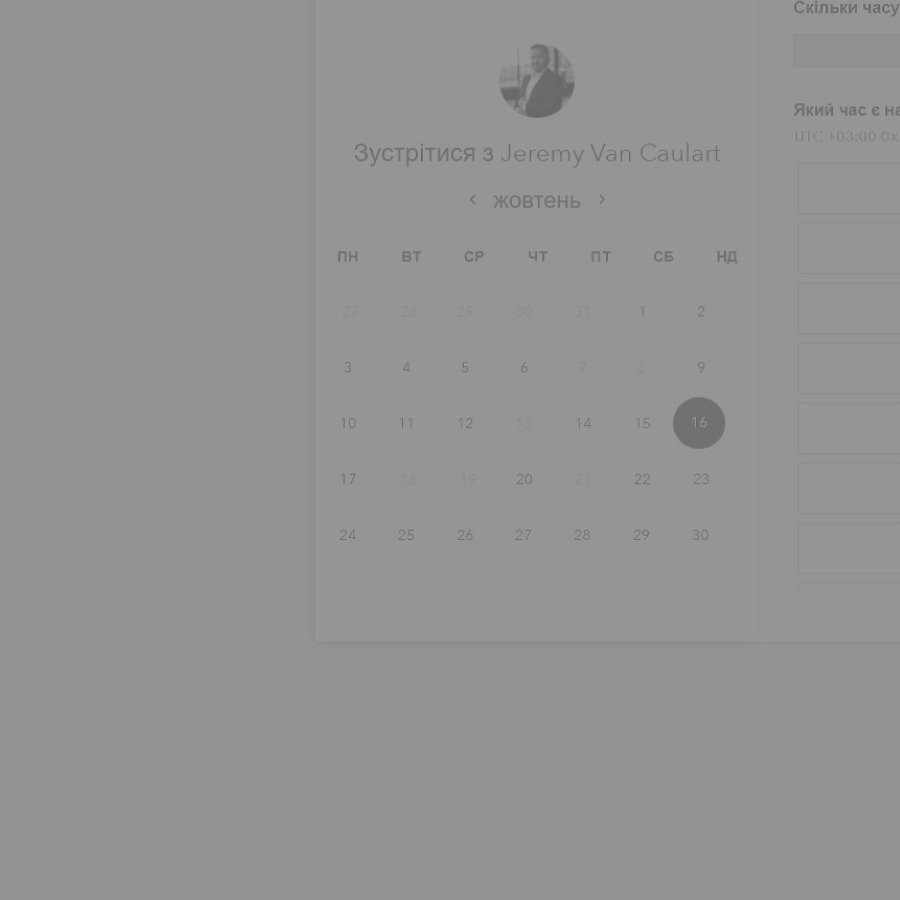 Скільки часу
Який час є на
UTC +03:00 Сх
Зустрітися з Jeremy Van Caulart
жовтень
ПН ВТ СР ЧТ ПТ СБ НД
27 28 29 30 31 1 2
3 4 5 6 7 8 9
10 11 12 13 14 15 16
17 18 19 20 21 22 23
24 25 26 27 28 29 30